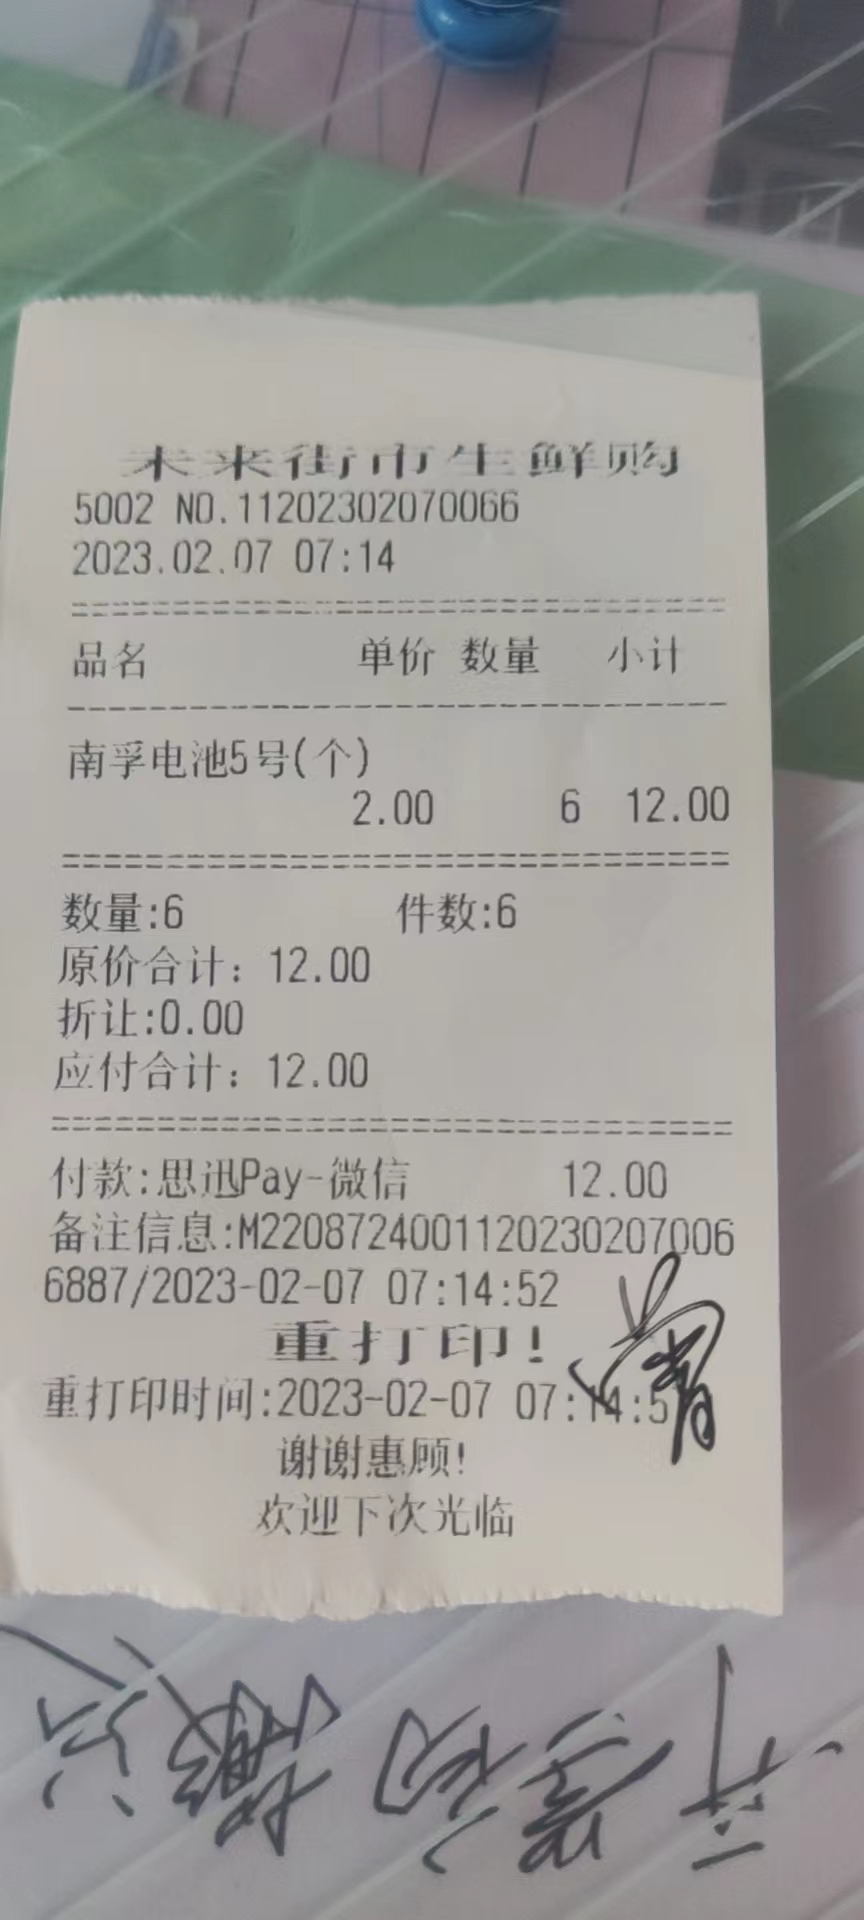 未来街市生鲜购
5002 NO.11202302070066
2023.02.07 07:14
品名 单价 数量 小计
南孚电池5号(个)
2.00 6 12.00
数量:6 件数:6
原价合计: 12.00
折让:0.00
应付合计: 12.00
付款:思迅Pay-微信 12.00
备注信息:M2208724001120230207006
6887/2023-02-07 07:14:52
重打印!
重打印时间:2023-02-07 07:14:5
谢谢惠顾!
欢迎下次光临